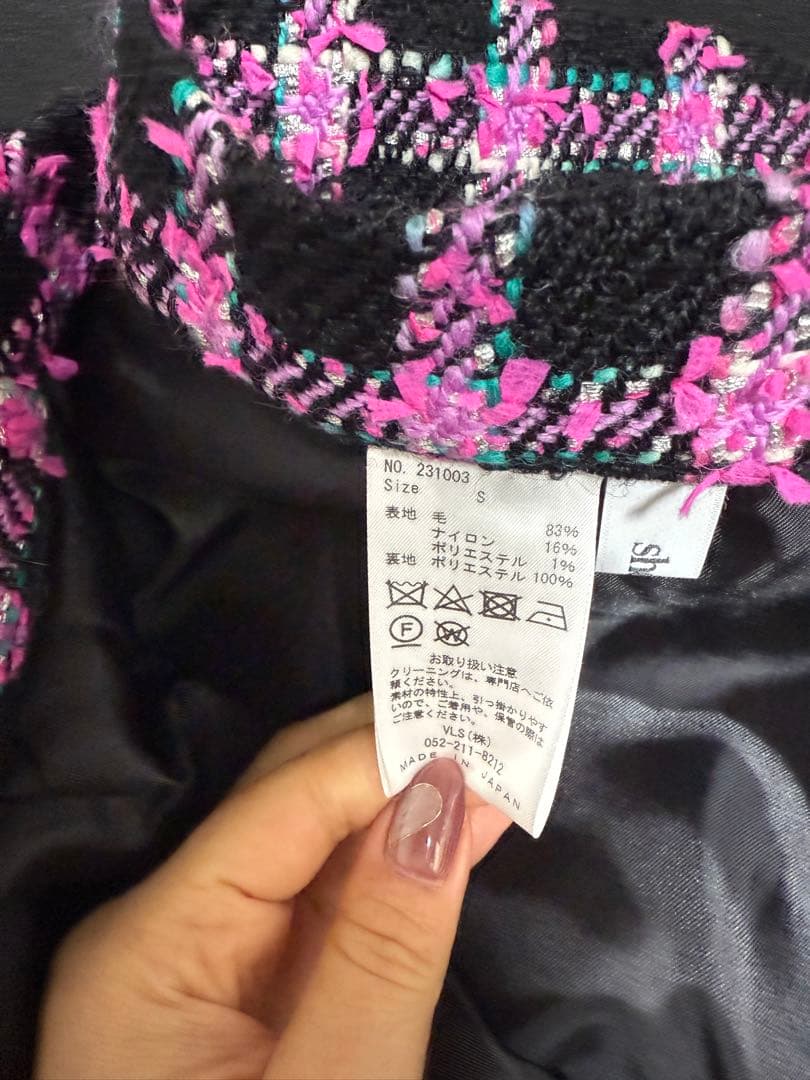 NO. 231003
Size S
表地 毛 83%
ナイロン 16%
ポリエステル 1%
裏地 ポリエステル 100%
F
W
お取り扱い注意
クリーニングは、専門店へご依
頼ください。
素材の特性上、引っ掛かりやす
いので、ご着用や、保管の際は
ご注意ください。
VLS(株)
052-211-8212
MADE IN JAPAN